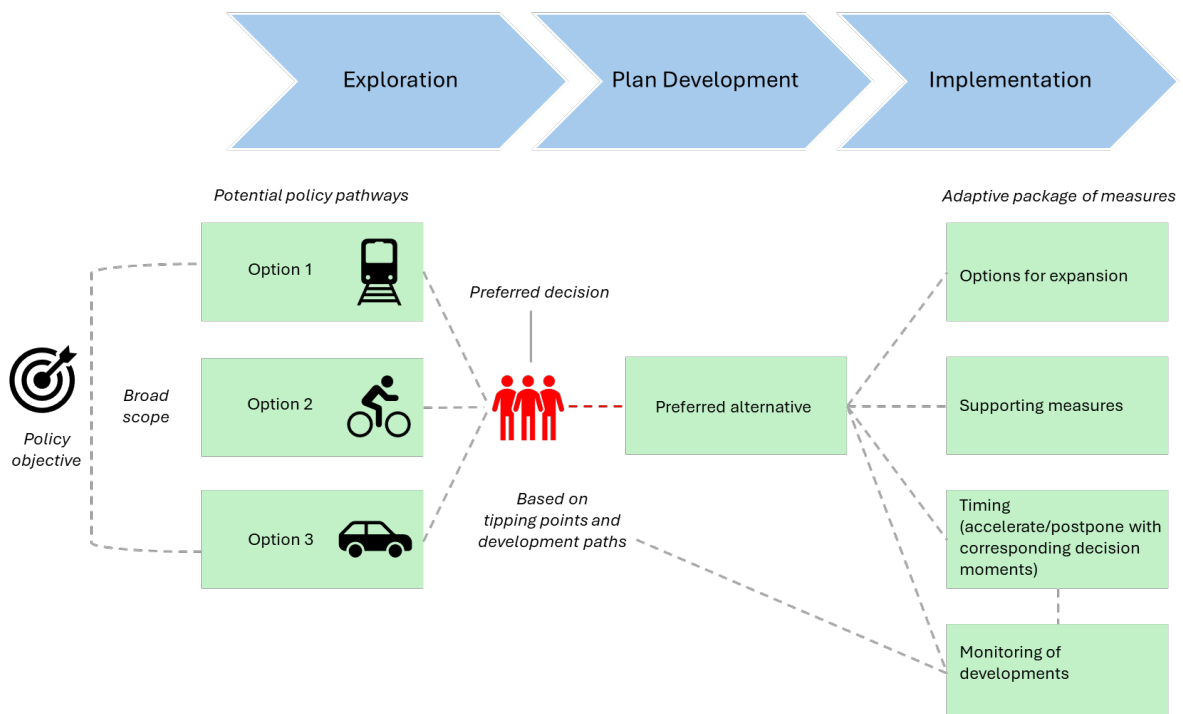 Exploration
Plan Development
Implementation
Potential policy pathways
Adaptive package of measures
Option 1
Options for expansion
Preferred decision
Broad
scope
Option 2
Preferred alternative
Supporting measures
Policy
objective
Option 3
Based on
tipping points and
development paths
Timing
(accelerate/postpone with
corresponding decision
moments)
Monitoring of
developments